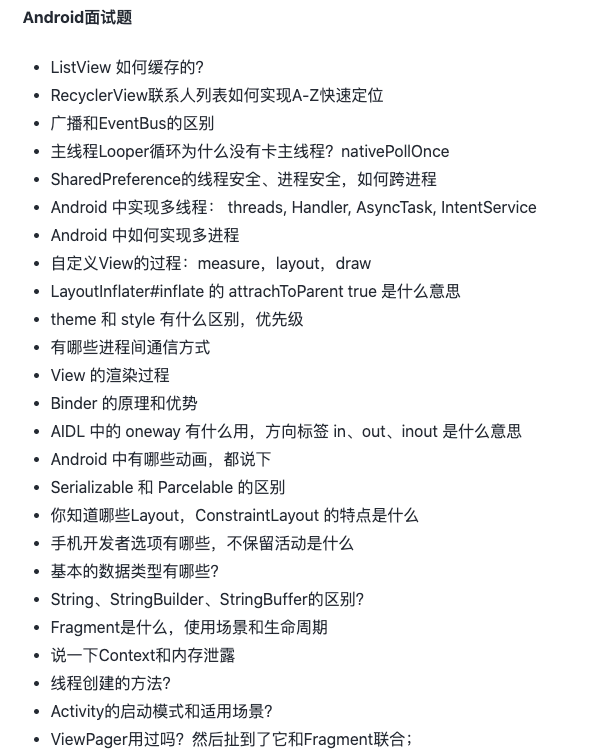 Android面试题
• ListView 如何缓存的？
• RecyclerView联系人列表如何实现A-Z快速定位
• 广播和EventBus的区别
• 主线程Looper循环为什么没有卡主线程？nativePollOnce
• SharedPreference的线程安全、进程安全，如何跨进程
• Android 中实现多线程： threads, Handler, AsyncTask, IntentService
• Android 中如何实现多进程
• 自定义View的过程：measure，layout，draw
• LayoutInflater#inflate 的 attrachToParent true 是什么意思
• theme 和 style 有什么区别，优先级
• 有哪些进程间通信方式
• View 的渲染过程
• Binder 的原理和优势
• AIDL 中的 oneway 有什么用，方向标签 in、out、inout 是什么意思
• Android 中有哪些动画，都说下
• Serializable 和 Parcelable 的区别
• 你知道哪些Layout，ConstraintLayout 的特点是什么
• 手机开发者选项有哪些，不保留活动是什么
• 基本的数据类型有哪些？
• String、StringBuilder、StringBuffer的区别？
• Fragment是什么，使用场景和生命周期
• 说一下Context和内存泄露
• 线程创建的方法？
• Activity的启动模式和适用场景？
• ViewPager用过吗？然后扯到了它和Fragment联合；